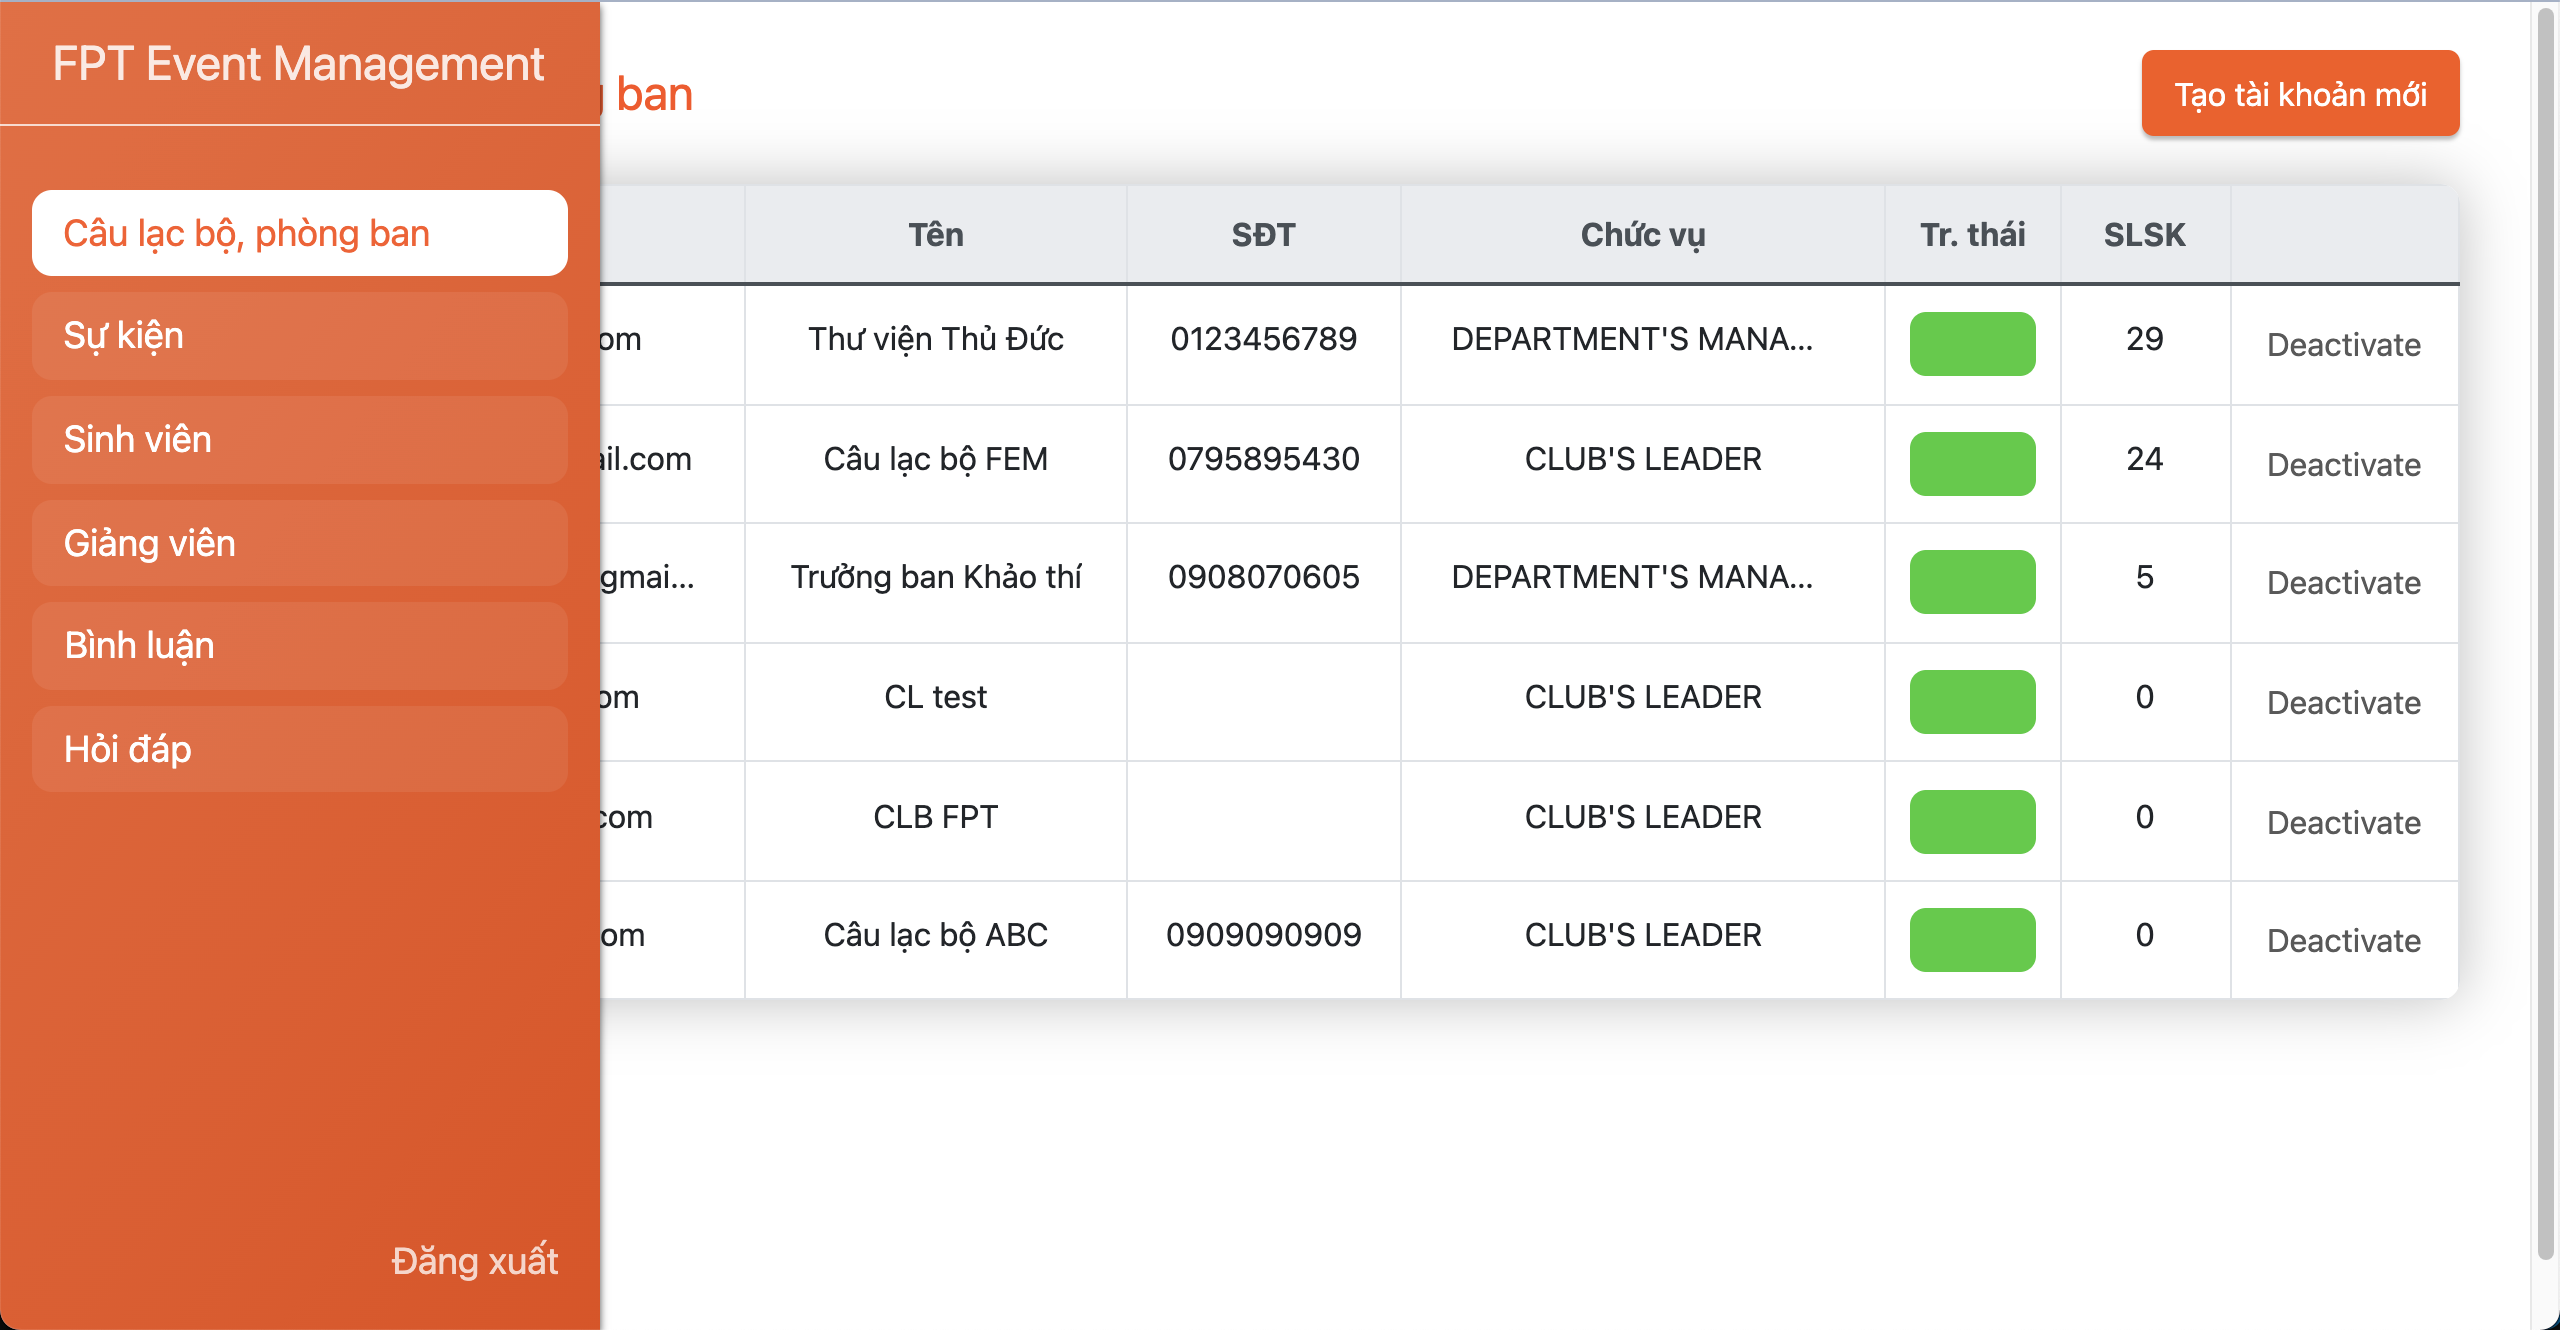 FPT Event Management
Câu lạc bộ, phòng ban
Sự kiện
Sinh viên
Giảng viên
Bình luận
Hỏi đáp
Đăng xuất
ban
Tạo tài khoản mới
Tên SĐT Chức vụ Tr. thái SLSK
om Thư viện Thủ Đức 0123456789 DEPARTMENT'S MANA... 29 Deactivate
ail.com Câu lạc bộ FEM 0795895430 CLUB'S LEADER 24 Deactivate
gmai... Trưởng ban Khảo thí 0908070605 DEPARTMENT'S MANA... 5 Deactivate
om CL test CLUB'S LEADER 0 Deactivate
com CLB FPT CLUB'S LEADER 0 Deactivate
om Câu lạc bộ ABC 0909090909 CLUB'S LEADER 0 Deactivate